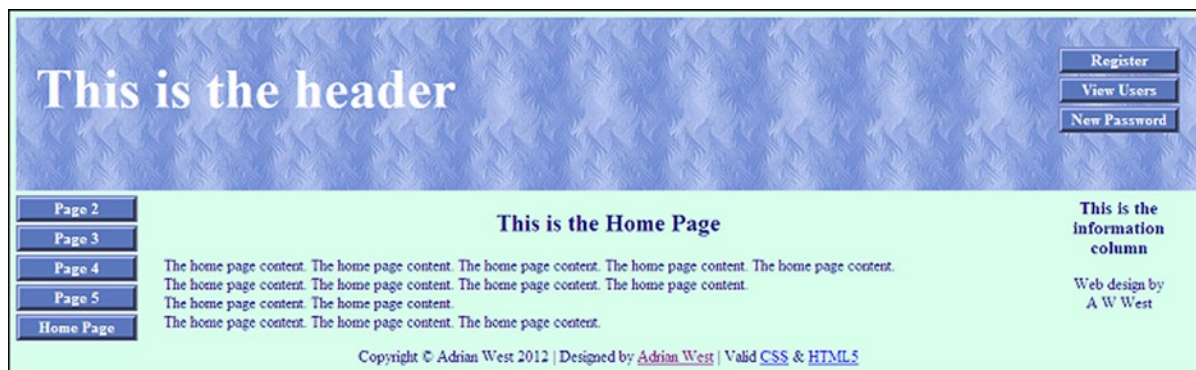 This is the header
Register
View Users
New Password
Page 2
Page 3
Page 4
Page 5
Home Page
This is the Home Page
The home page content. The home page content. The home page content. The home page content. The home page content.
The home page content. The home page content. The home page content. The home page content.
The home page content. The home page content.
The home page content. The home page content. The home page content.
This is the
information
column
Web design by
A W West
Copyright © Adrian West 2012 | Designed by Adrian West | Valid CSS & HTML5